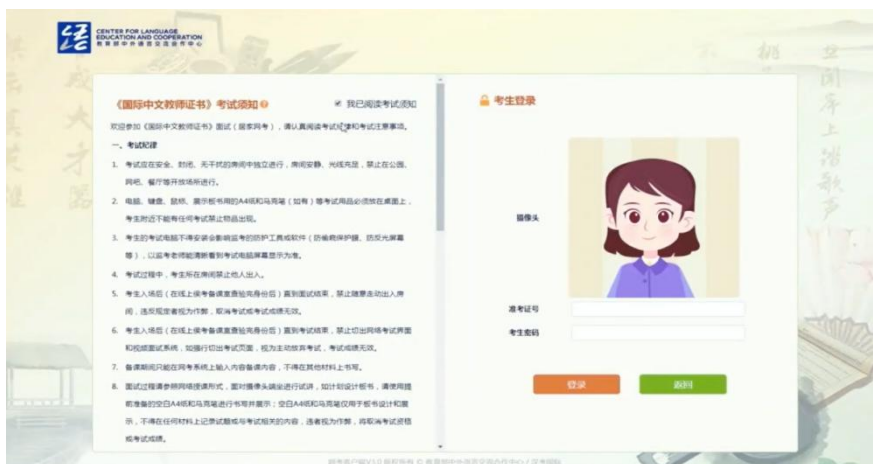 CENTER FOR LANGUAGE
EDUCATION AND COOPERATION
教育部中外语言交流合作中心
《国际中文教师证书》考试须知
我已阅读考试须知
欢迎参加《国际中文教师证书》面试（居家网考），请认真阅读考试纪律和考试注意事项。
一、考试纪律
1. 考试应在安全、封闭、无干扰的房间中独立进行，房间安静、光线充足，禁止在公园、
网吧、餐厅等开放场所进行。
2. 电脑、键盘、鼠标、展示板书用的A4纸和马克笔（如有）等考试用品必须放在桌面上，
考生附近不能有任何考试禁止物品出现。
3. 考生的考试电脑不得安装会影响监考的防护工具或软件（防偷窥保护膜、防反光屏幕
等），以监考老师能清晰看到考试电脑屏幕显示为准。
4. 考试过程中，考生所在房间禁止他人出入。
5. 考生入场后（在线上候考备课室查验完身份后）直到面试结束，禁止随意走动出入房
间，违反规定者视为作弊，取消考试或考试成绩无效。
6. 考生入场后（在线上候考备课室查验完身份后）直到考试结束，禁止切出网络考试界面
和视频面试系统，如强行切出考试页面，视为主动放弃考试，考试成绩无效。
7. 备课期间只能在网考系统上输入内容备课内容，不得在其他材料上书写。
8. 面试过程请参照网络授课形式，面对摄像头端坐进行试讲，如计划设计板书，请使用提
前准备的空白A4纸和马克笔进行书写并展示；空白A4纸和马克笔仅用于板书设计和展
示，不得在任何材料上记录试题或与考试相关的内容，违者视为作弊，将取消考试资格
或考试成绩。
考生登录
摄像头
准考证号
考生密码
登录
返回